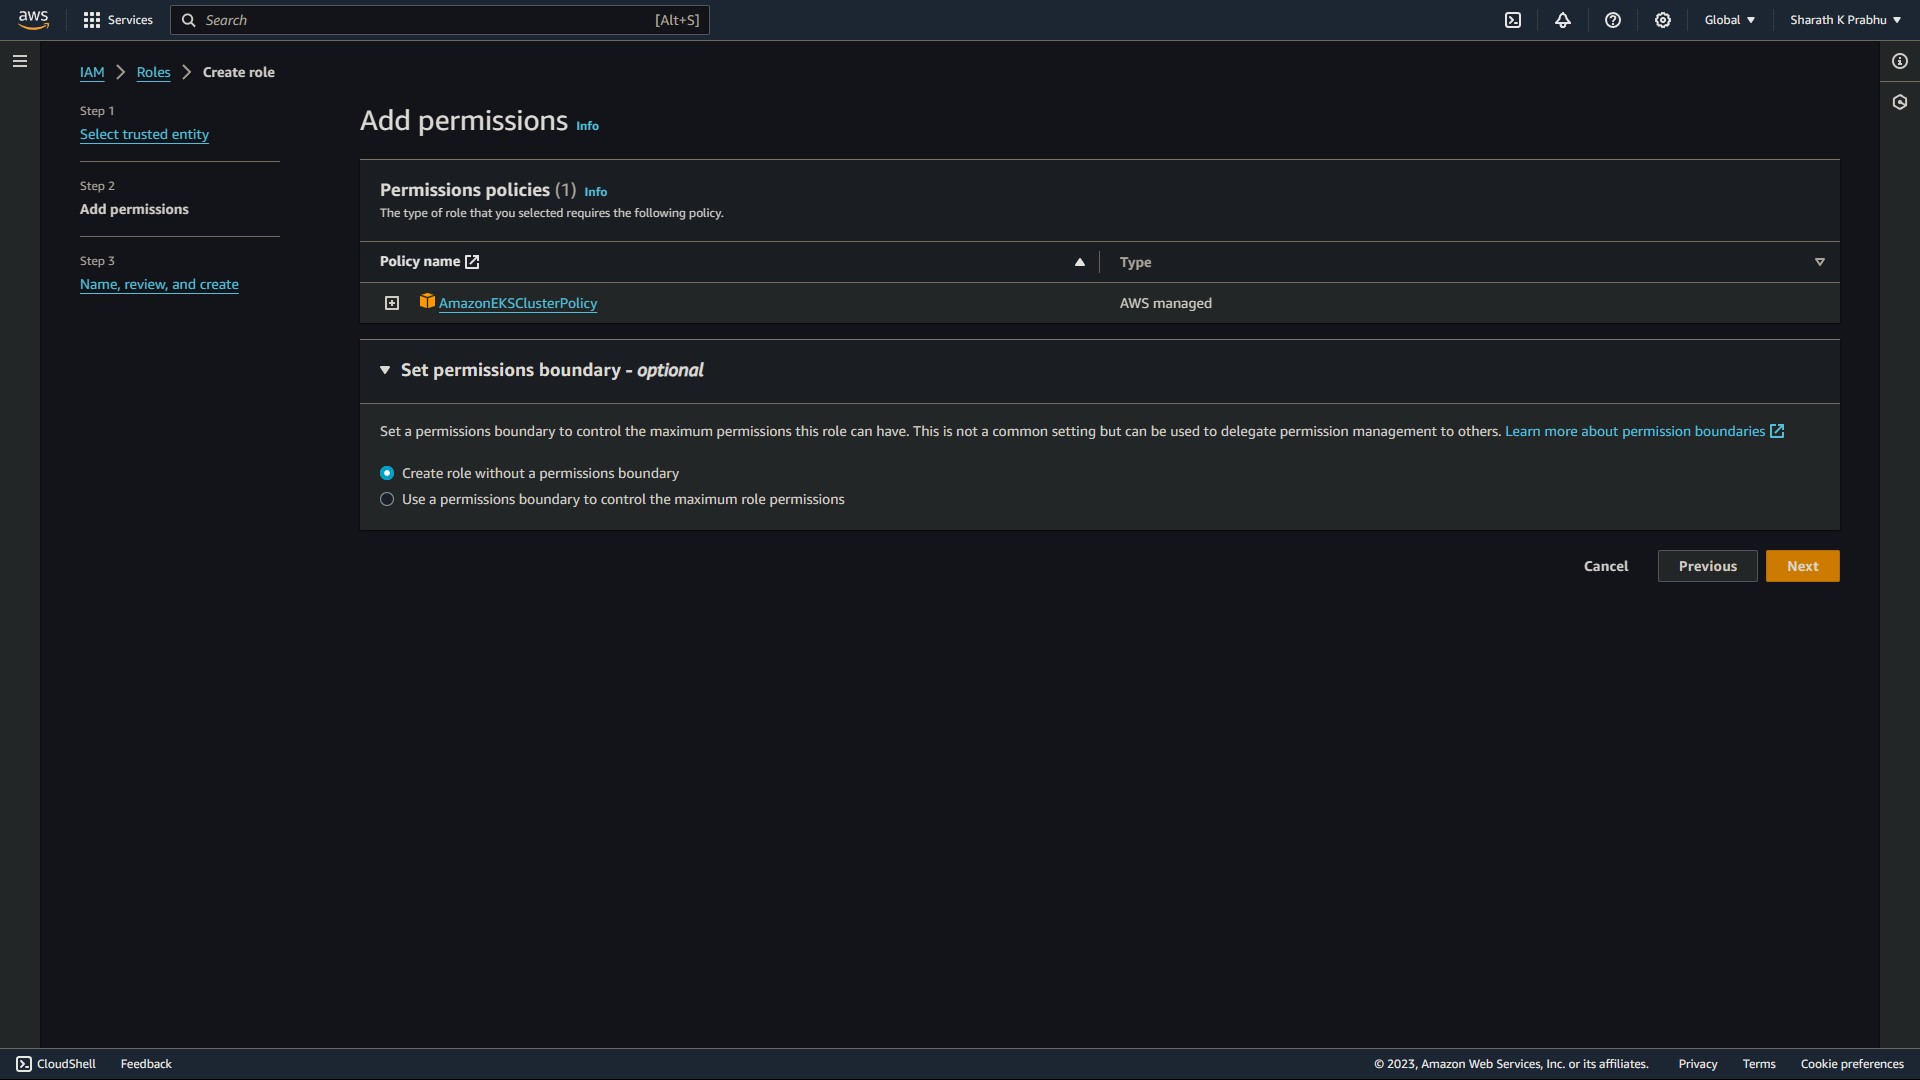 aws
Services
Search
[Alt+S]
Global
Sharath K Prabhu
IAM
Roles
Create role
Step 1
Select trusted entity
Step 2
Add permissions
Step 3
Name, review, and create
Add permissions Info
Permissions policies (1) Info
The type of role that you selected requires the following policy.
Policy name
Type
AmazonEKSClusterPolicy
AWS managed
Set permissions boundary - optional
Set a permissions boundary to control the maximum permissions this role can have. This is not a common setting but can be used to delegate permission management to others. Learn more about permission boundaries
Create role without a permissions boundary
Use a permissions boundary to control the maximum role permissions
Cancel
Previous
Next
CloudShell
Feedback
© 2023, Amazon Web Services, Inc. or its affiliates.
Privacy
Terms
Cookie preferences